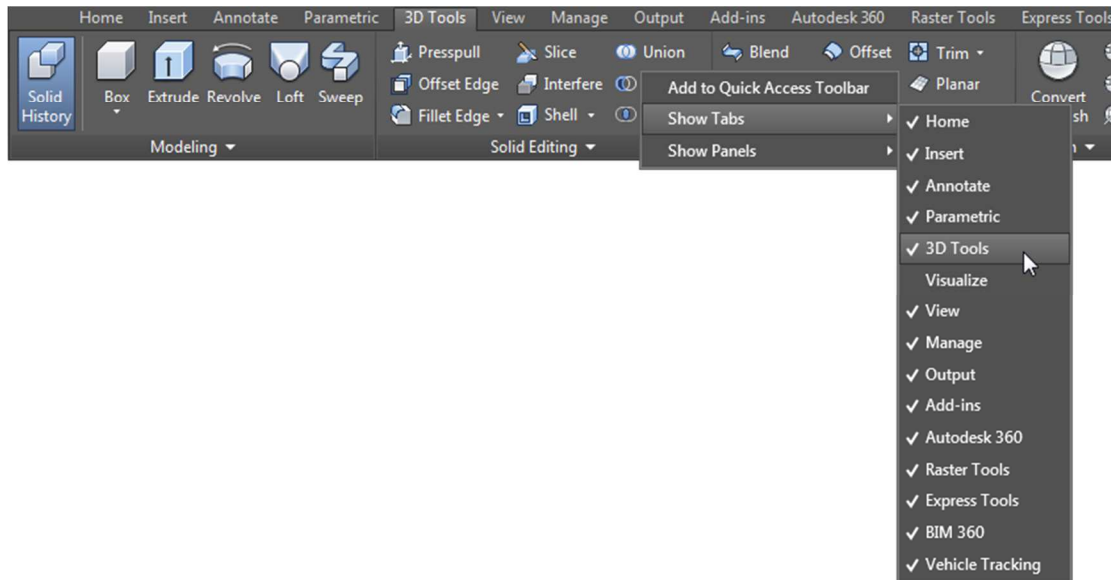 Home Insert Annotate Parametric 3D Tools View Manage Output Add-ins Autodesk 360 Raster Tools Express Tools
Presspull Slice Union Blend Offset Trim
Offset Edge Interfere Planar
Solid History Box Extrude Revolve Loft Sweep Convert
Fillet Edge Shell sh
Modeling Solid Editing
Add to Quick Access Toolbar
Show Tabs
Show Panels
Home
Insert
Annotate
Parametric
3D Tools
Visualize
View
Manage
Output
Add-ins
Autodesk 360
Raster Tools
Express Tools
BIM 360
Vehicle Tracking